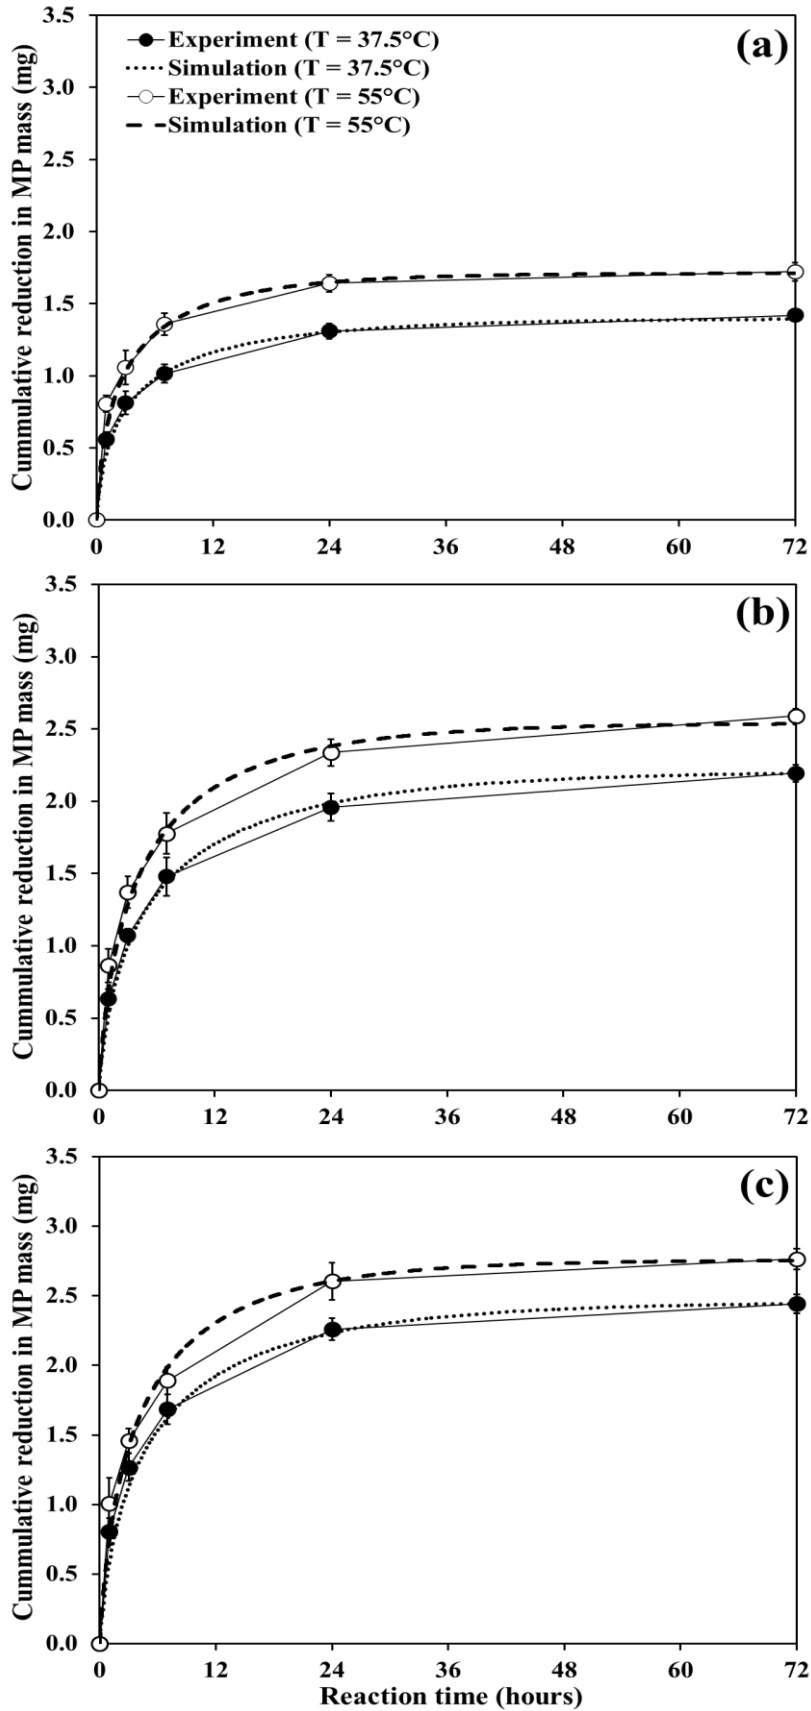 Cummulative reduction in MP mass (mg)
3.5
3.0
2.5
2.0
1.5
1.0
0.5
0.0
Experiment (T = 37.5°C)
Simulation (T = 37.5°C)
Experiment (T = 55°C)
Simulation (T = 55°C)
(a)
0 12 24 36 48 60 72
Cummulative reduction in MP mass (mg)
3.5
3.0
2.5
2.0
1.5
1.0
0.5
0.0
(b)
0 12 24 36 48 60 72
Cummulative reduction in MP mass (mg)
3.5
3.0
2.5
2.0
1.5
1.0
0.5
0.0
(c)
0 12 24 36 48 60 72
Reaction time (hours)